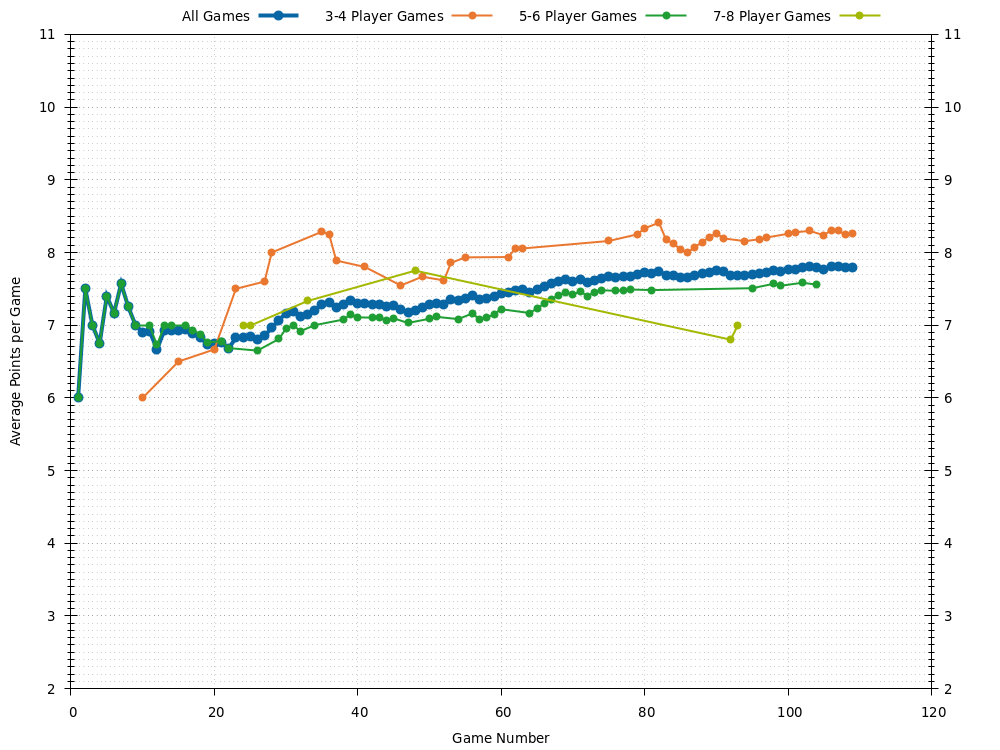 All Games 3-4 Player Games 5-6 Player Games 7-8 Player Games
11 11
10 10
9 9
8 8
7 7
6 6
5 5
4 4
3 3
2 2
Average Points per Game
0 20 40 60 80 100 120
Game Number